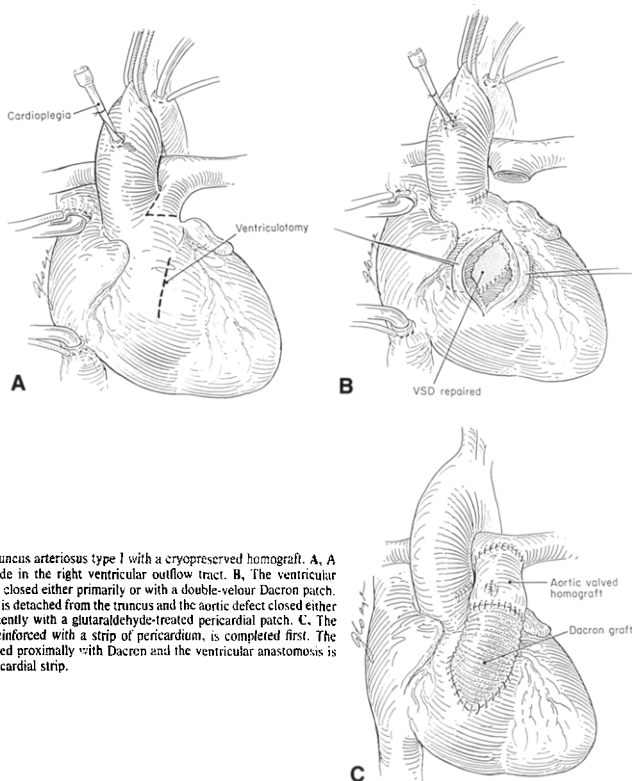 Cardioplegia
Ventriculotomy
A
B
VSD repaired
uncus arteriosus type I with a cryopreserved homograft. A, A
de in the right ventricular outflow tract. B, The ventricular
closed either primarily or with a double-velour Dacron patch.
is detached from the truncus and the aortic defect closed either
cently with a glutaraldehyde-treated pericardial patch. C. The
einforced with a strip of pericardium, is completed first. The
ed proximally with Dacron and the ventricular anastomosis is
cardial strip.
Aortic valved
homograft
Dacron graft
C